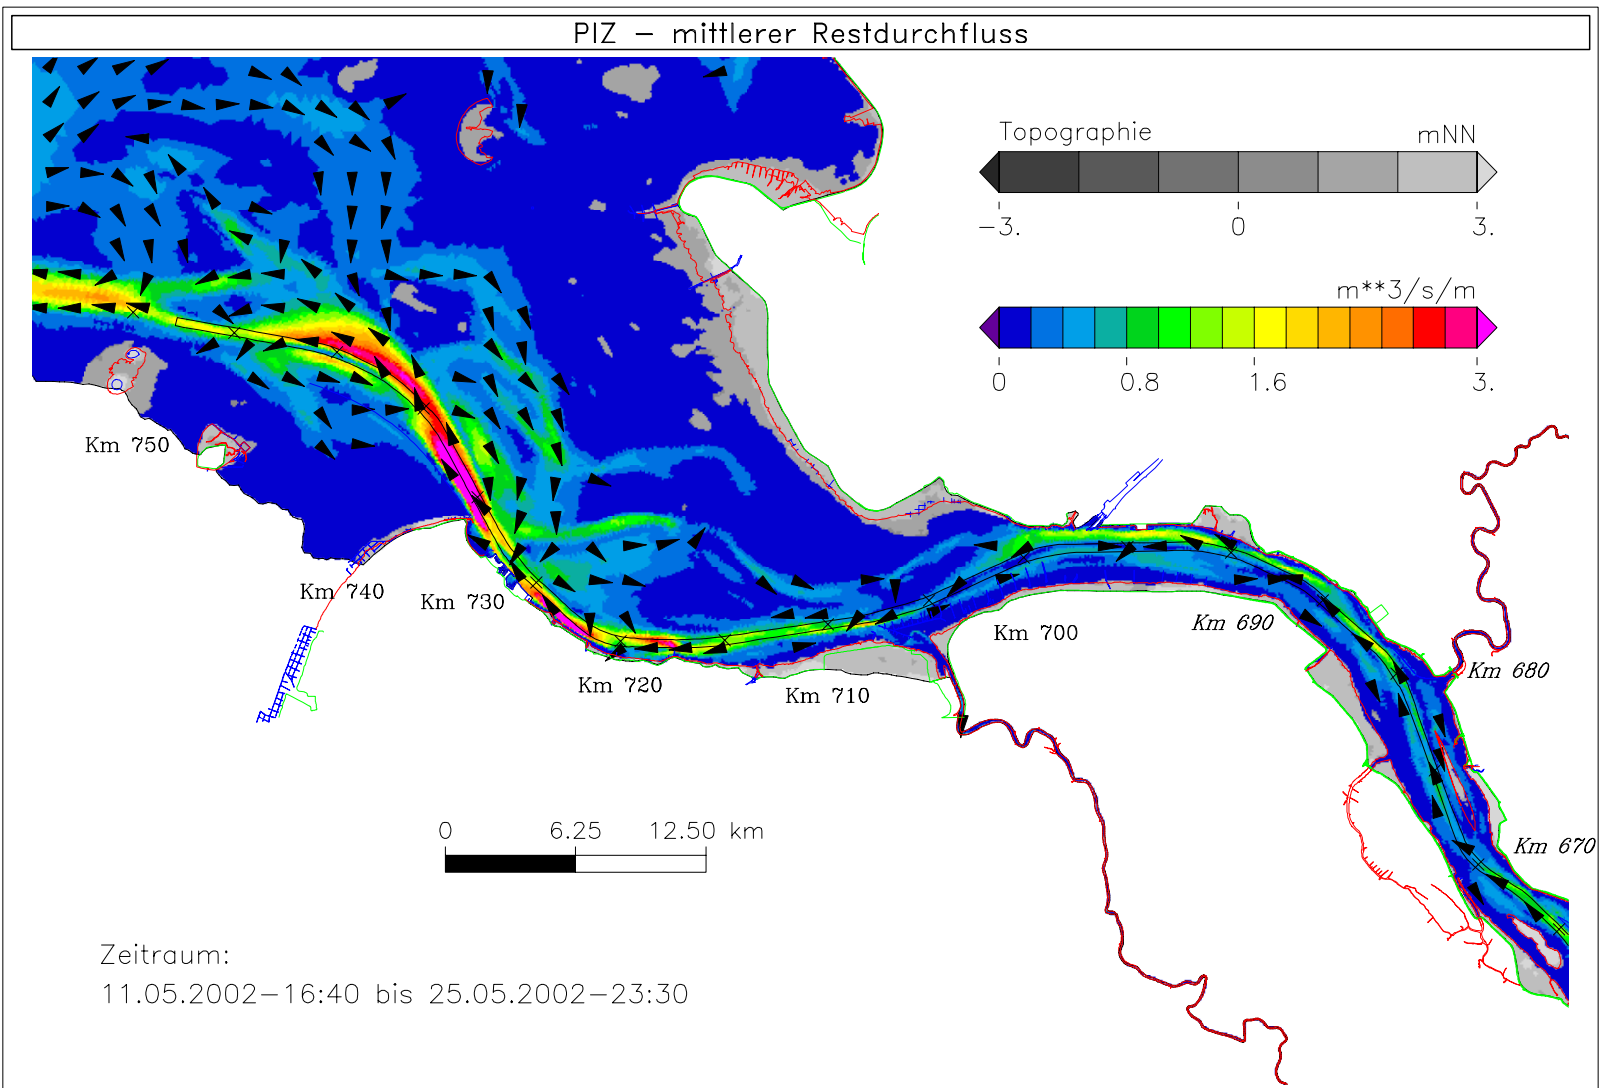 PIZ − mittlerer Restdurchfluss
Topographie mNN
−3. 0 3.
m**3/s/m
0 0.8 1.6 3.
Km 750
Km 740
Km 730
Km 720
Km 710
Km 700
Km 690
Km 680
Km 670
0 6.25 12.50 km
Zeitraum:
11.05.2002−16:40 bis 25.05.2002−23:30